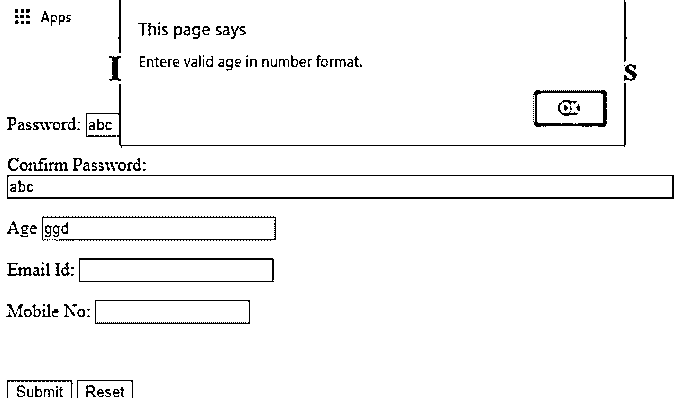 Apps
This page says
Entere valid age in number format.
I s
OK
Password: abc
Confirm Password:
abc
Age ggd
Email Id:
Mobile No:
Submit Reset